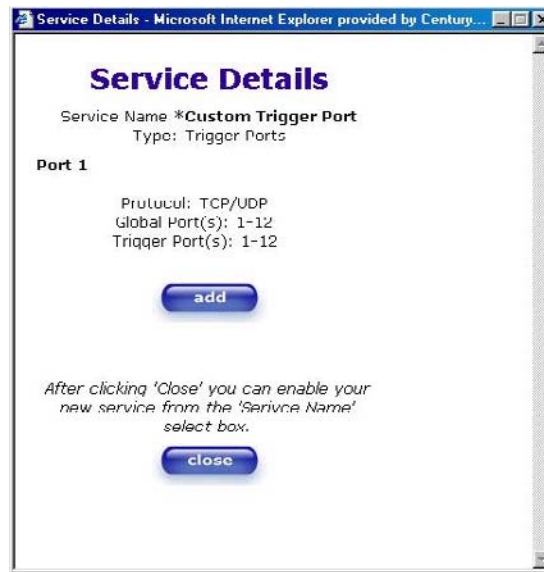 Service Details - Microsoft Internet Explorer provided by Century...
Service Details
Service Name *Custom Trigger Port
Type: Trigger Ports
Port 1
Protocol: TCP/UDP
Global Port(s): 1-12
Trigger Port(s): 1-12
add
After clicking 'Close' you can enable your
new service from the 'Serivce Name'
select box.
close